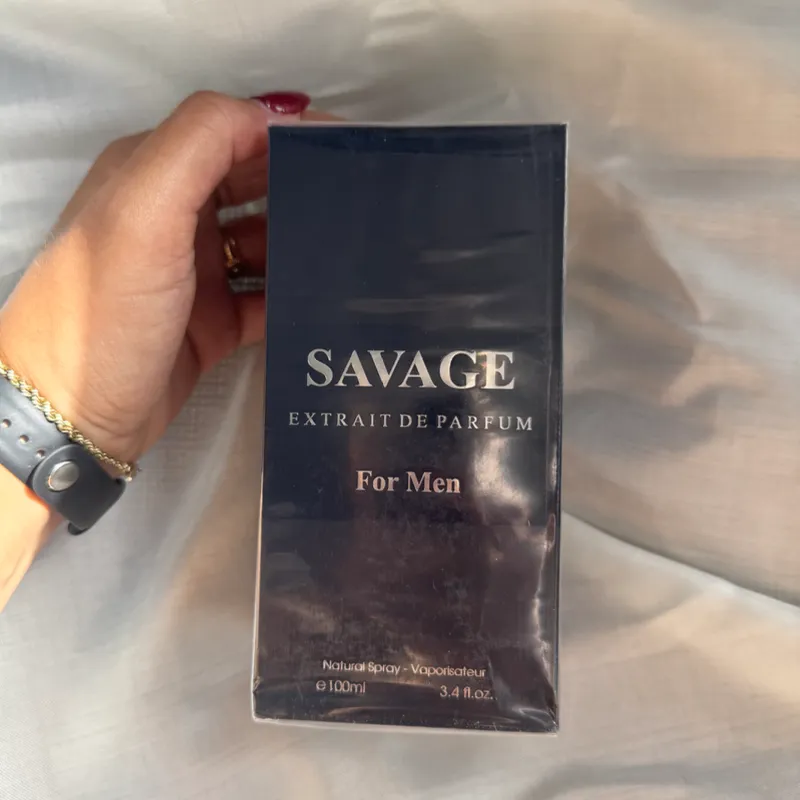 SAVAGE
EXTRAIT DE PARFUM
For Men
Natural Spray - Vaporisateur
℮100ml 3.4 fl.oz.